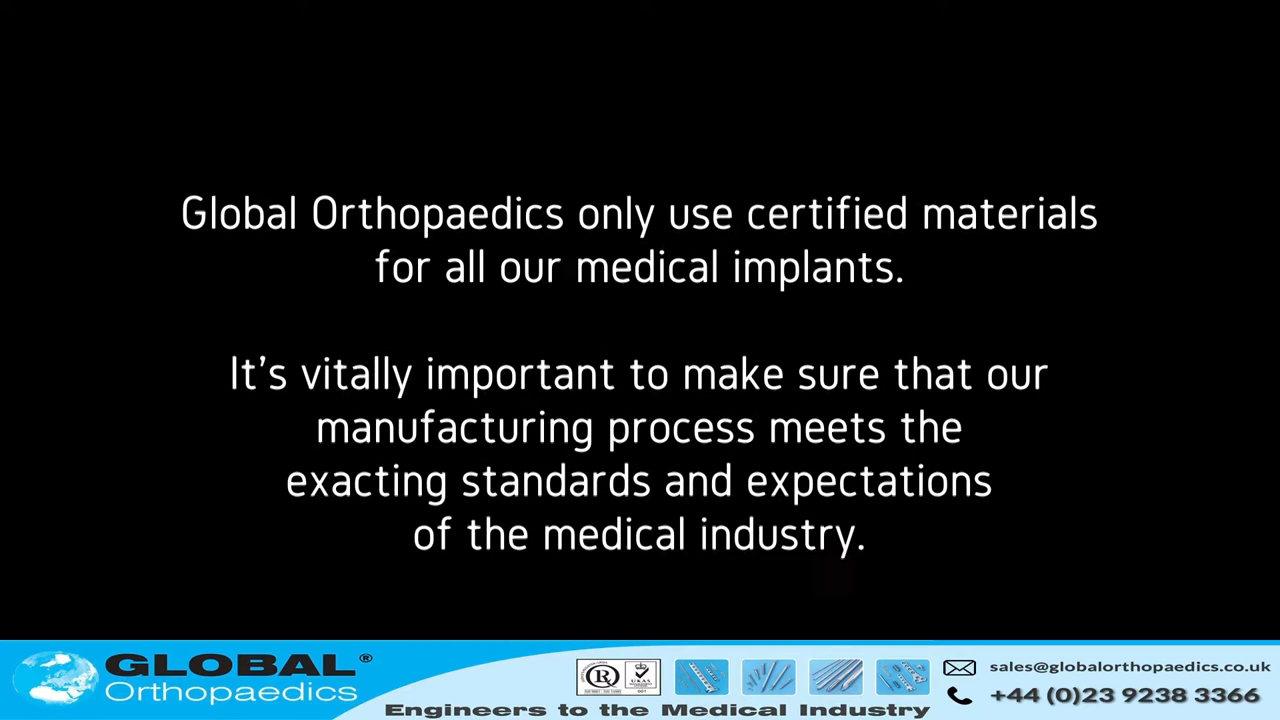 Global Orthopaedics only use certified materials
for all our medical implants.
It's vitally important to make sure that our
manufacturing process meets the
exacting standards and expectations
of the medical industry.
GLOBAL®
Orthopaedics
R
UKAS
001
Engineers to the Medical Industry
sales@globalorthopaedics.co.uk
+44 (0)23 9238 3366